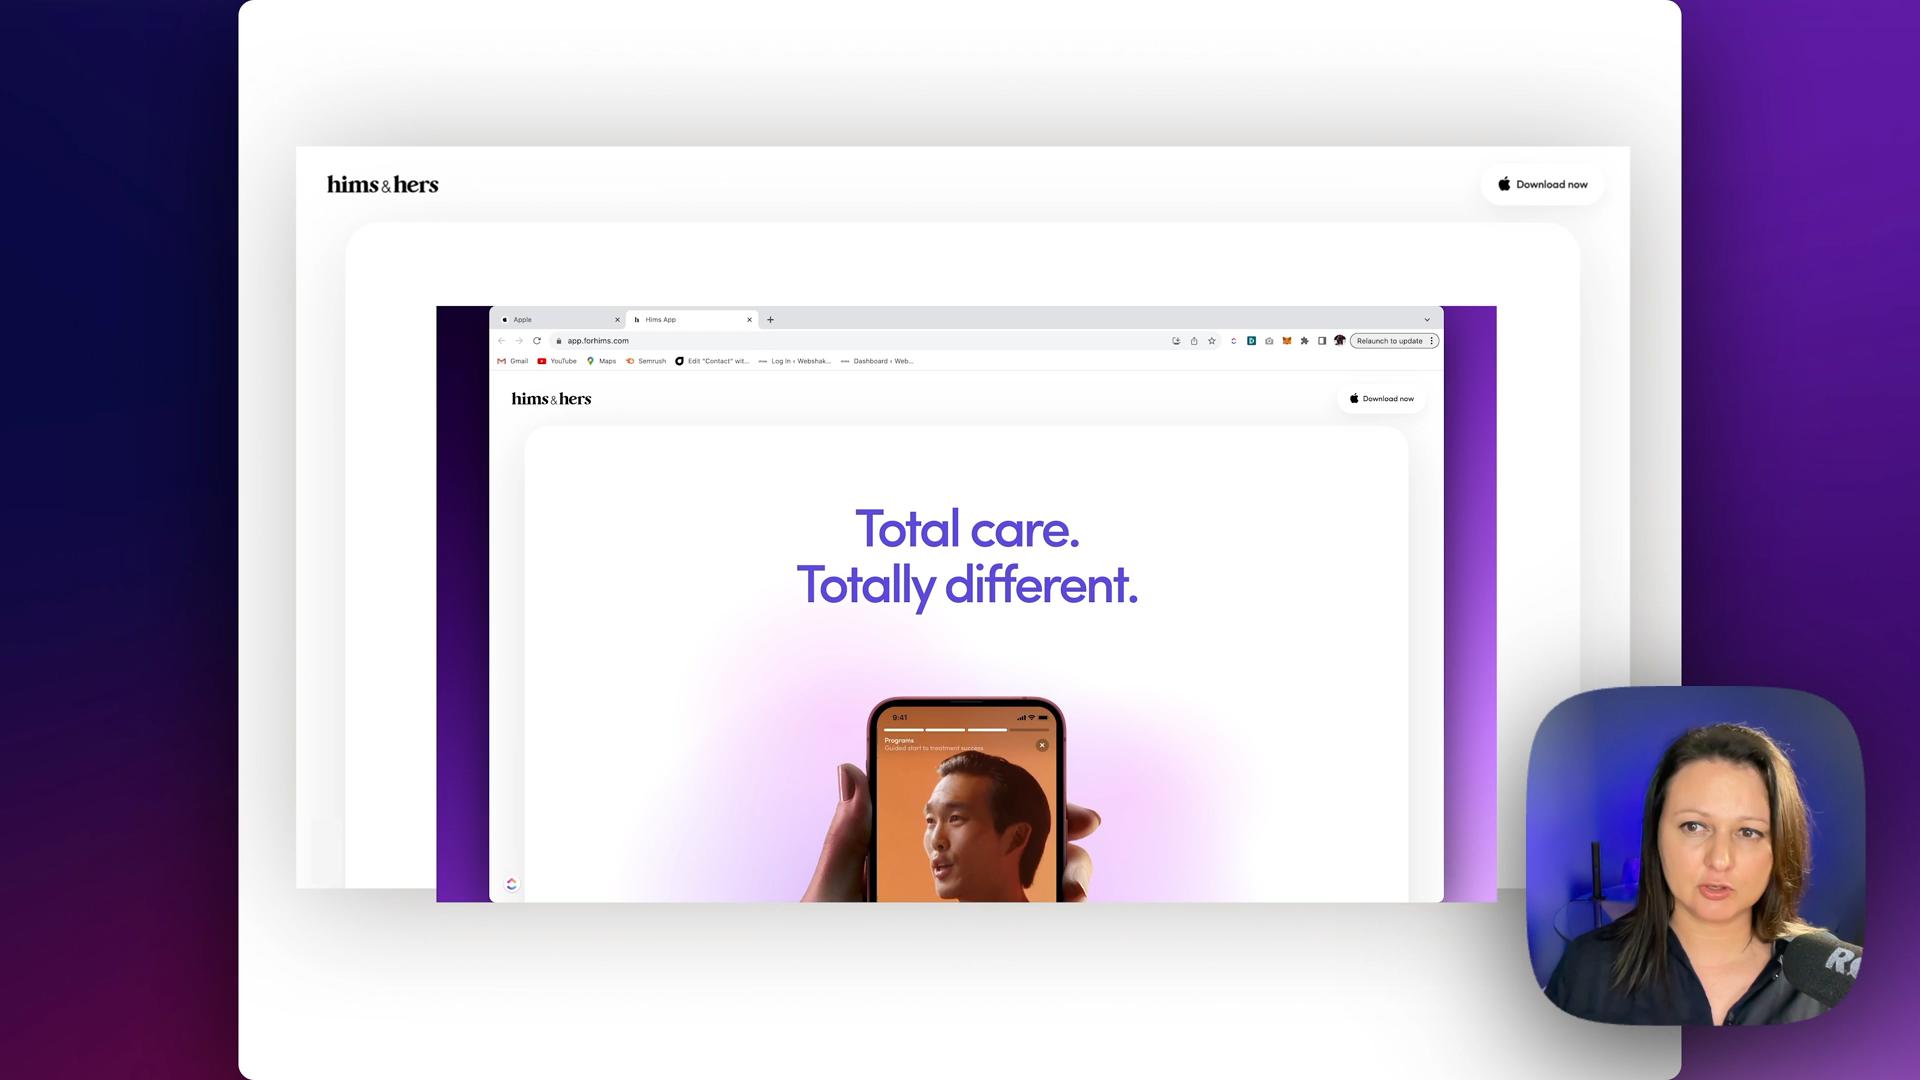 hims & hers
Download now
Apple
Hims App
app.forhims.com
Relaunch to update
Gmail
YouTube
Maps
Semrush
Edit "Contact" wit...
Log In ‹ Webshak...
Dashboard ‹ Web...
hims & hers
Download now
Total care.
Totally different.
9:41
Programs
Guided start to treatment success